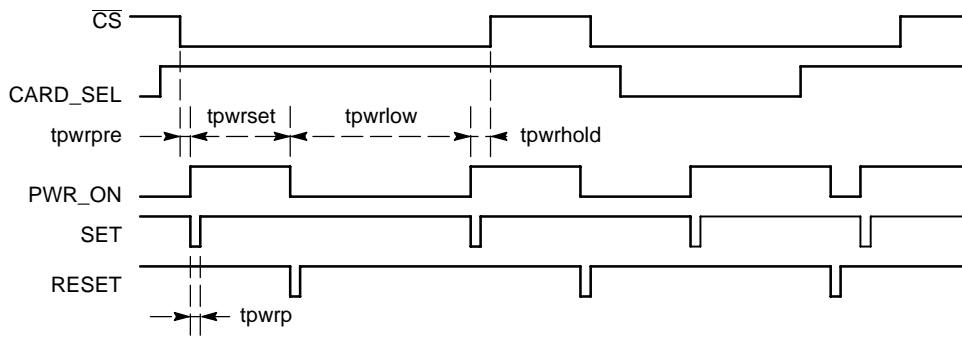 CS
CARD_SEL
tpwrset tpwrlow
tpwrpre tpwrhold
PWR_ON
SET
RESET
tpwrp